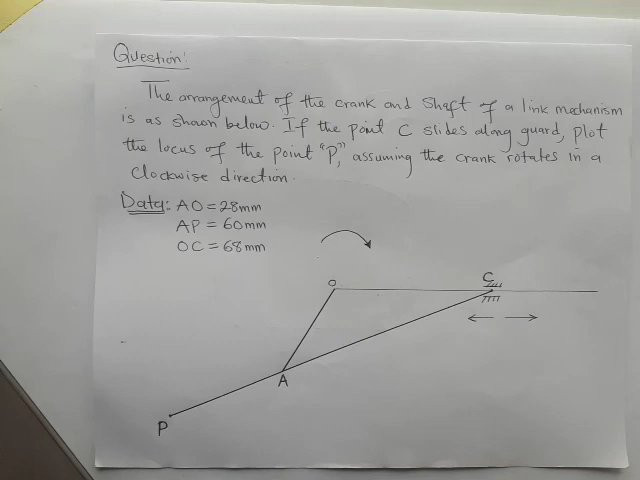 Question:
The arrangement of the crank and shaft of a link mechanism
is as shown below. If the point C slides along guard, plot
the locus of the point "P", assuming the crank rotates in a
clockwise direction.
Data: AO = 28mm
AP = 60mm
OC = 68mm
O
C
A
P